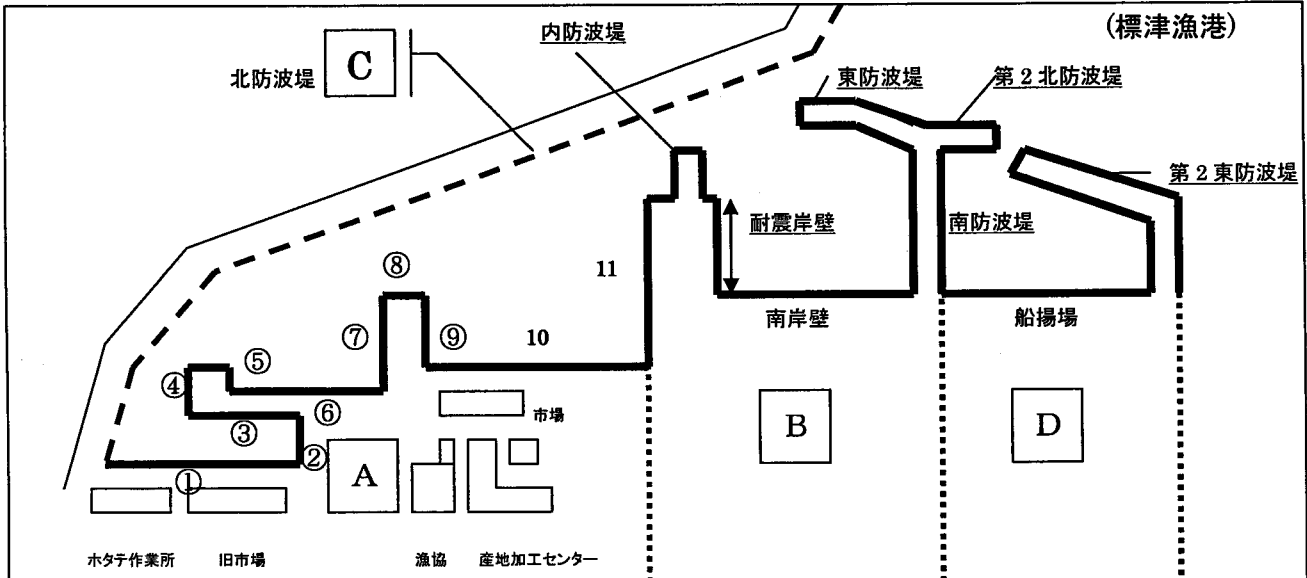 (標津漁港)
内防波堤
北防波堤
C
東防波堤
第2北防波堤
第2東防波堤
耐震岸壁
南防波堤
⑧
11
南岸壁
船揚場
⑦
⑨
10
⑤
④
⑥
③
②
①
市場
A
B
D
ホタテ作業所
旧市場
漁協
産地加工センター